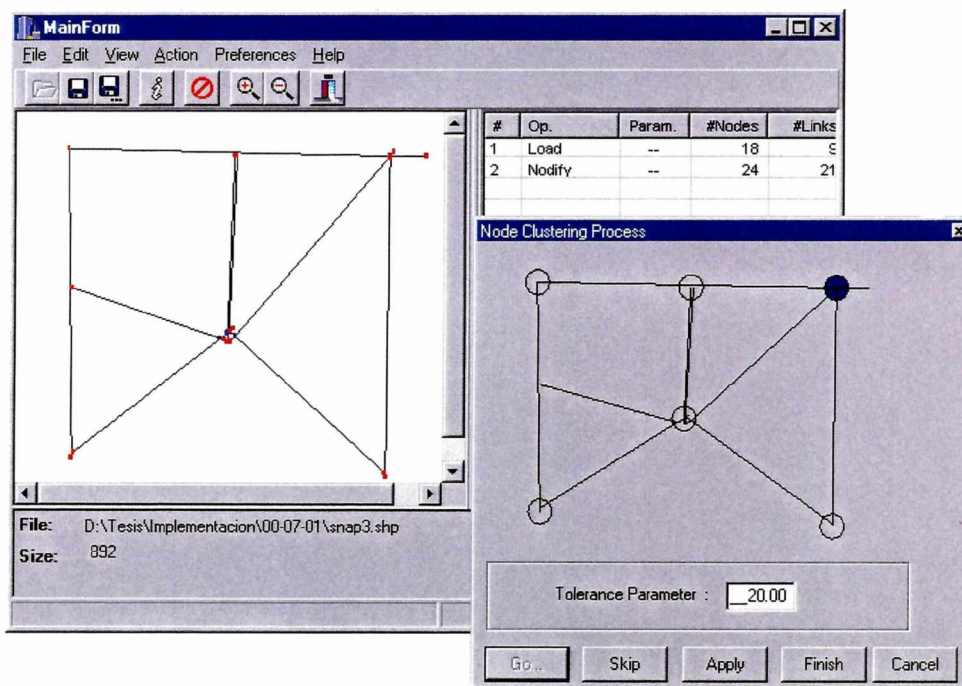 MainForm
File Edit View Action Preferences Help
# Op. Param. #Nodes #Links
1 Load -- 18 9
2 Nodify -- 24 21
Node Clustering Process
File: D:\Tesis\Implementacion\00-07-01\snap3.shp
Size: 892
Tolerance Parameter : __20.00
Go... Skip Apply Finish Cancel